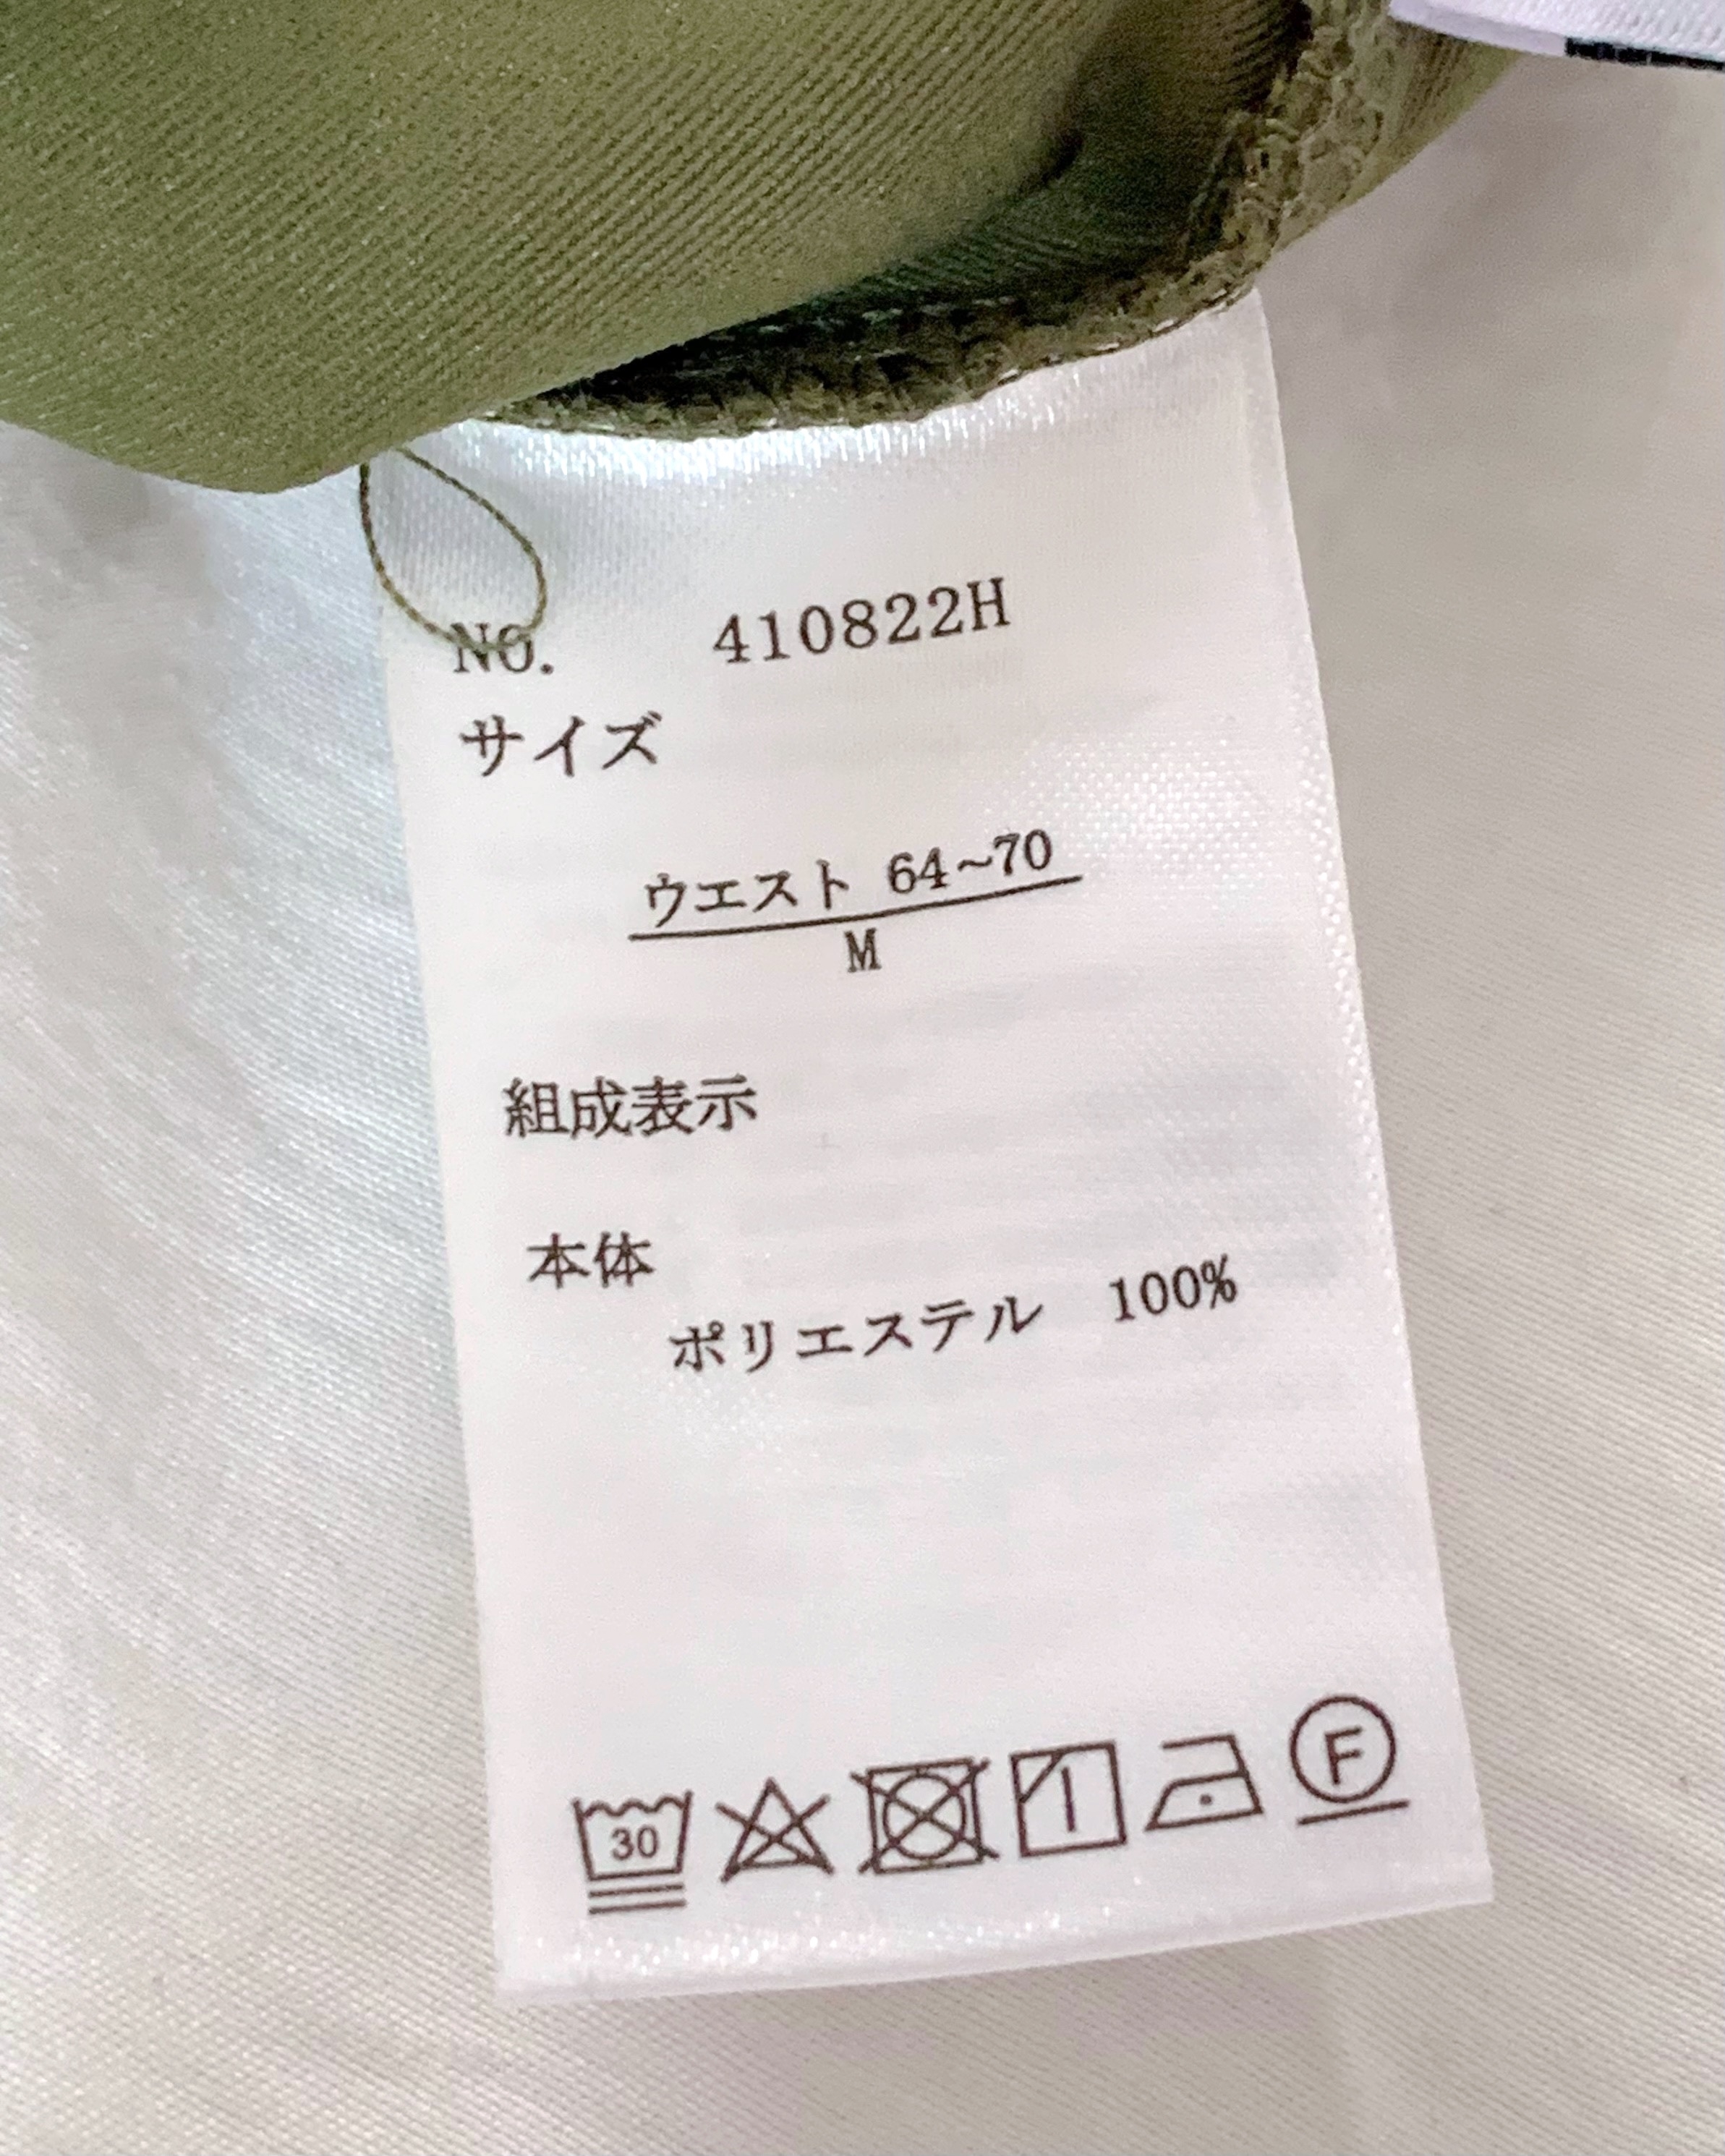 NO. 410822H
サイズ
ウエスト 64~70
M
組成表示
本体
ポリエステル 100%
30
F